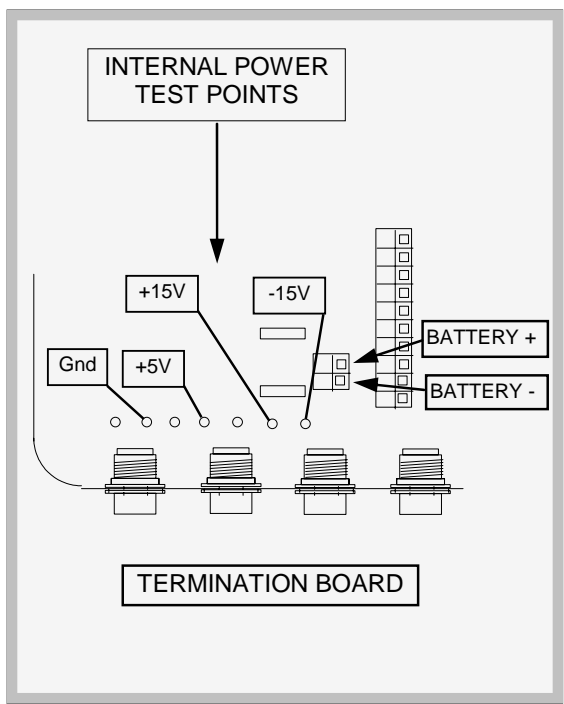 INTERNAL POWER
TEST POINTS
+15V
-15V
BATTERY +
Gnd
+5V
BATTERY -
TERMINATION BOARD